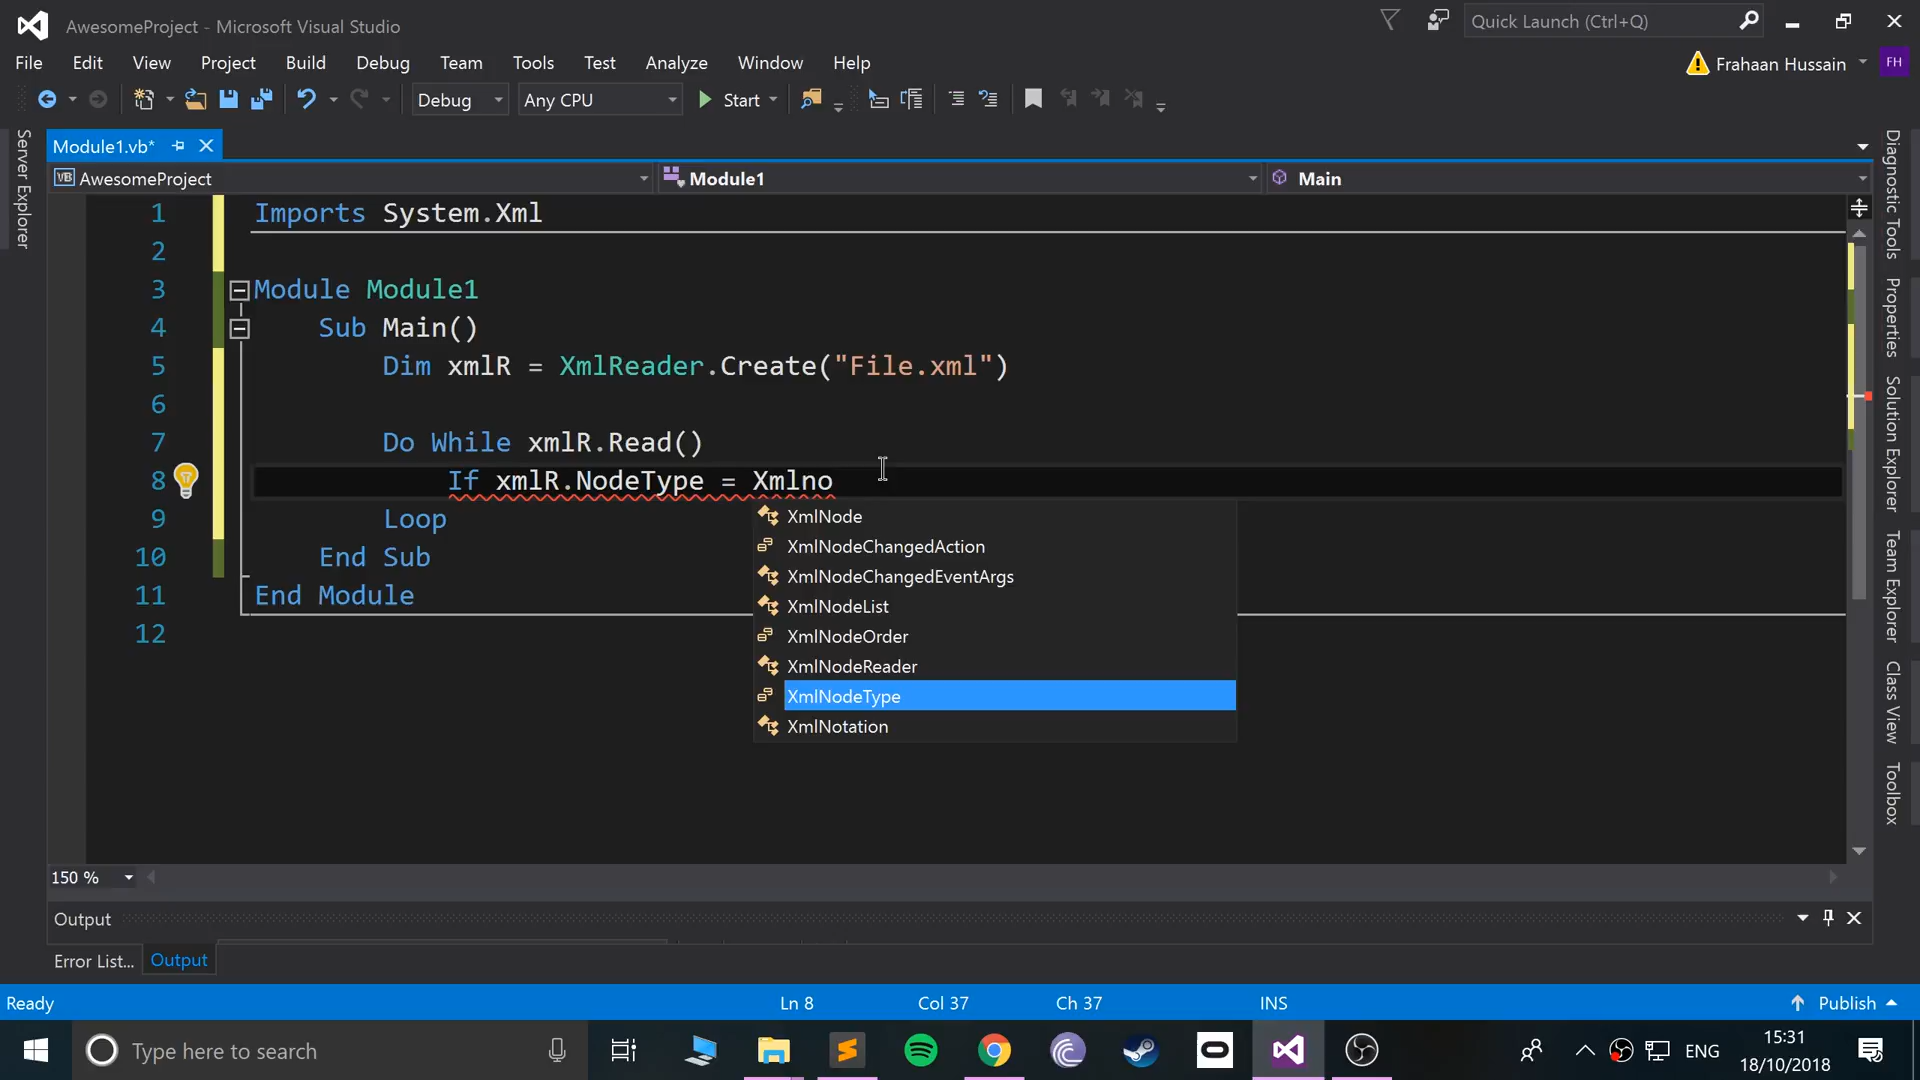 AwesomeProject - Microsoft Visual Studio
Quick Launch (Ctrl+Q)
File Edit View Project Build Debug Team Tools Test Analyze Window Help
Frahaan Hussain FH
Debug Any CPU Start
Server Explorer
Module1.vb*
AwesomeProject Module1 Main
1 Imports System.Xml
2
3 Module Module1
4 Sub Main()
5 Dim xmlR = XmlReader.Create("File.xml")
6
7 Do While xmlR.Read()
8 If xmlR.NodeType = Xmlno
9 Loop
10 End Sub
11 End Module
12
XmlNode
XmlNodeChangedAction
XmlNodeChangedEventArgs
XmlNodeList
XmlNodeOrder
XmlNodeReader
XmlNodeType
XmlNotation
Diagnostic Tools
Properties
Solution Explorer
Team Explorer
Class View
Toolbox
150 %
Output
Error List... Output
Ready Ln 8 Col 37 Ch 37 INS Publish
Type here to search
ENG
15:31
18/10/2018